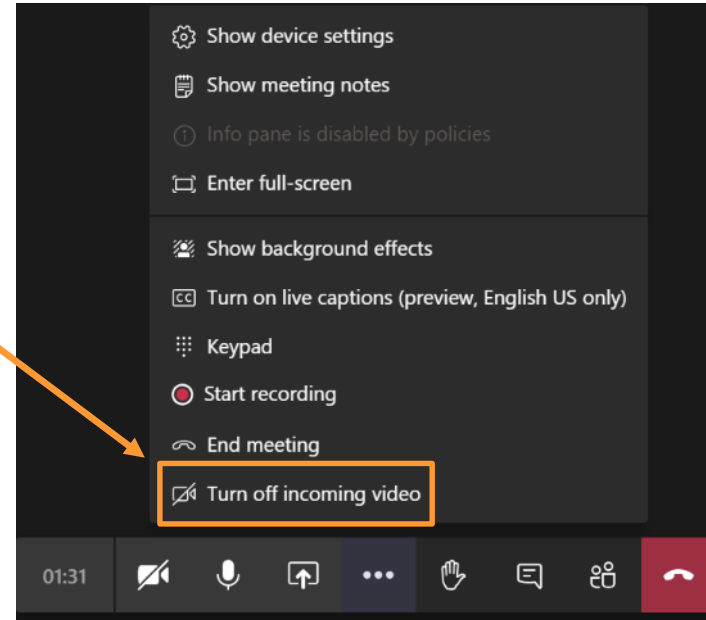 Show device settings
Show meeting notes
Info pane is disabled by policies
Enter full-screen
Show background effects
CC Turn on live captions (preview, English US only)
Keypad
Start recording
End meeting
Turn off incoming video
01:31